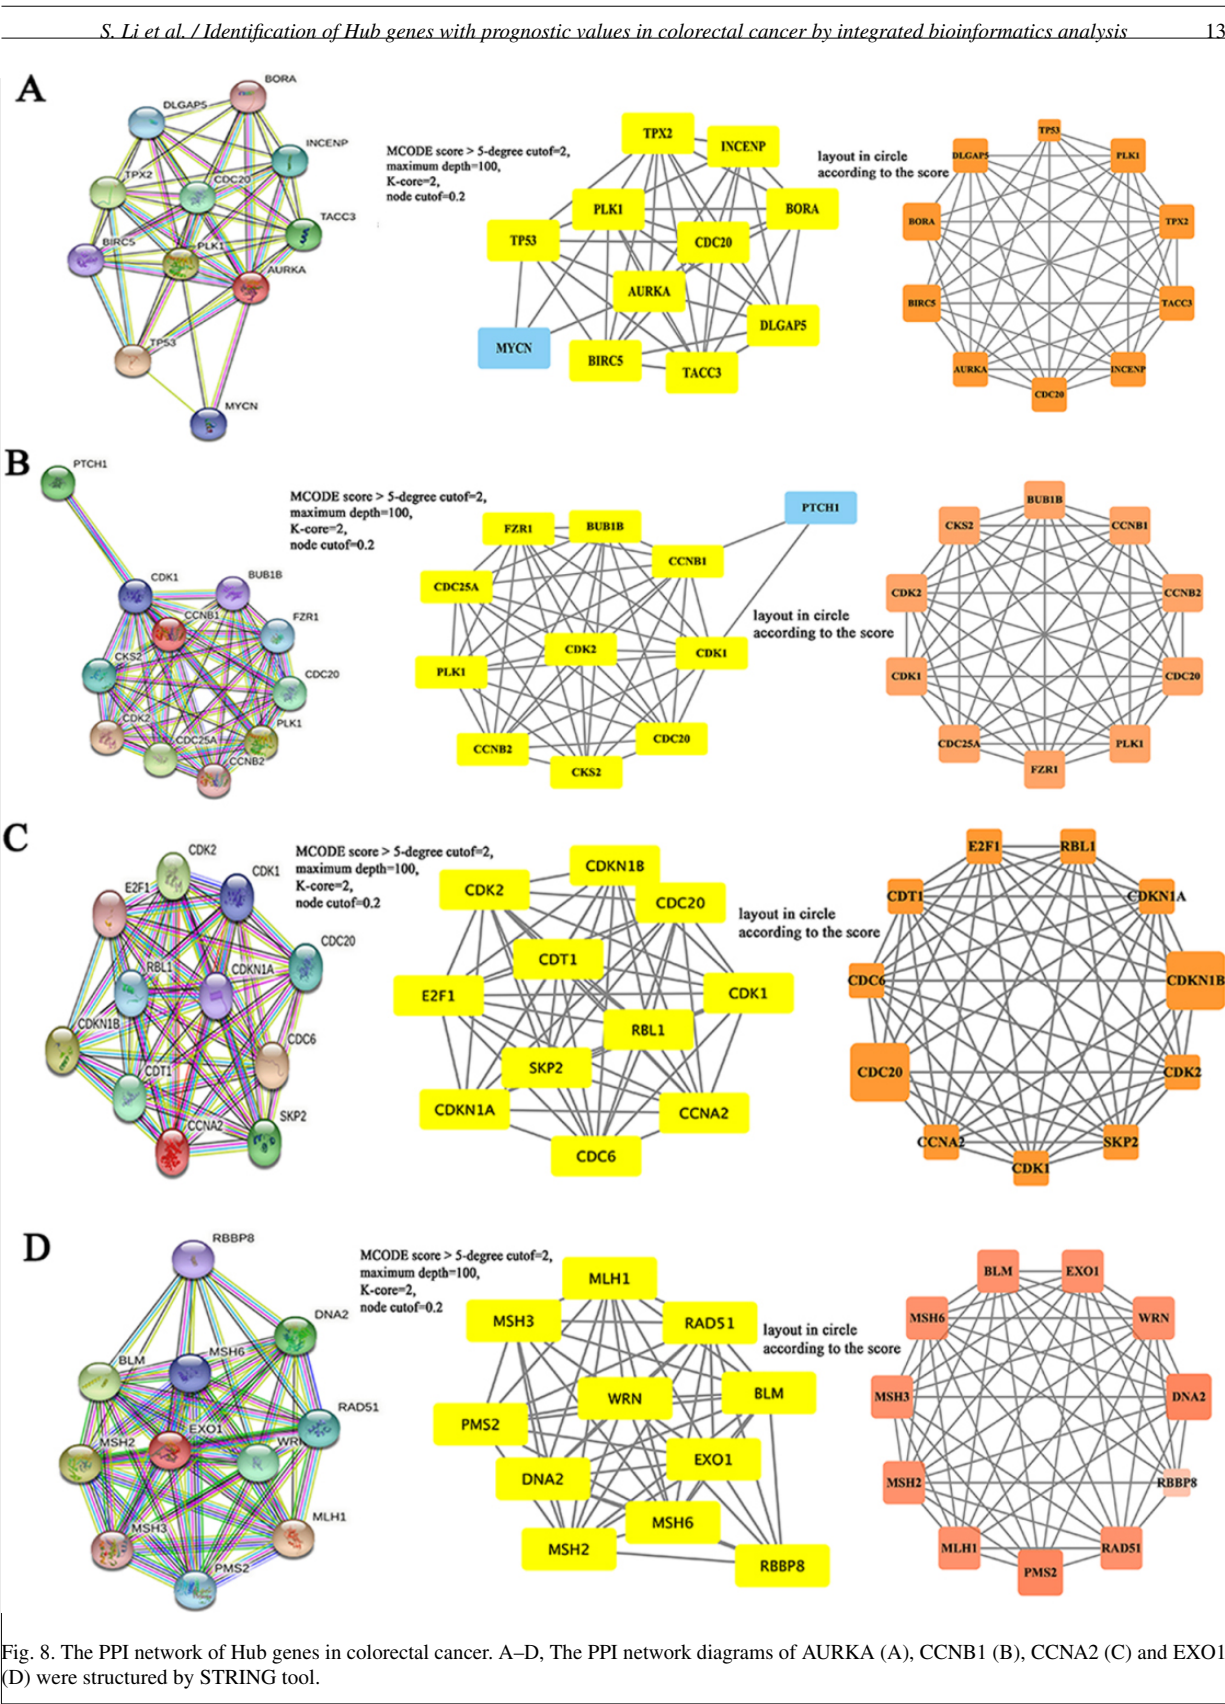 S. Li et al. / Identification of Hub genes with prognostic values in colorectal cancer by integrated bioinformatics analysis 13
A
BORA
DLGAP5
INCENP
TPX2
CDC20
TACC3
BIRC5
PLK1
AURKA
TP53
MYCN
MCODE score > 5-degree cutof=2,
maximum depth=100,
K-core=2,
node cutof=0.2
TPX2
INCENP
PLK1
BORA
TP53
CDC20
AURKA
DLGAP5
MYCN
BIRC5
TACC3
layout in circle
according to the score
TP53
DLGAP5
PLK1
BORA
TPX2
BIRC5
TACC3
AURKA
INCENP
CDC20
B
PTCH1
CDK1
BUB1B
CCNB1
FZR1
CKS2
CDC20
CDK2
PLK1
CDC25A
CCNB2
MCODE score > 5-degree cutof=2,
maximum depth=100,
K-core=2,
node cutof=0.2
PTCH1
FZR1
BUB1B
CCNB1
CDC25A
CDK2
CDK1
PLK1
CCNB2
CDC20
CKS2
layout in circle
according to the score
BUB1B
CKS2
CCNB1
CDK2
CCNB2
CDK1
CDC20
CDC25A
PLK1
FZR1
C
CDK2
CDK1
E2F1
CDC20
RBL1
CDKN1A
CDKN1B
CDC6
CDT1
SKP2
CCNA2
MCODE score > 5-degree cutof=2,
maximum depth=100,
K-core=2,
node cutof=0.2
CDKN1B
CDK2
CDC20
CDT1
E2F1
CDK1
RBL1
SKP2
CDKN1A
CCNA2
CDC6
layout in circle
according to the score
E2F1
RBL1
CDT1
CDKN1A
CDC6
CDKN1B
CDC20
CDK2
CCNA2
SKP2
CDK1
D
RBBP8
DNA2
MSH6
BLM
RAD51
EXO1
MSH2
MLH1
MSH3
PMS2
MCODE score > 5-degree cutof=2,
maximum depth=100,
K-core=2,
node cutof=0.2
MLH1
MSH3
RAD51
WRN
BLM
PMS2
EXO1
DNA2
MSH6
MSH2
RBBP8
layout in circle
according to the score
BLM
EXO1
MSH6
WRN
MSH3
DNA2
MSH2
RBBP8
MLH1
RAD51
PMS2
Fig. 8. The PPI network of Hub genes in colorectal cancer. A–D, The PPI network diagrams of AURKA (A), CCNB1 (B), CCNA2 (C) and EXO1
(D) were structured by STRING tool.